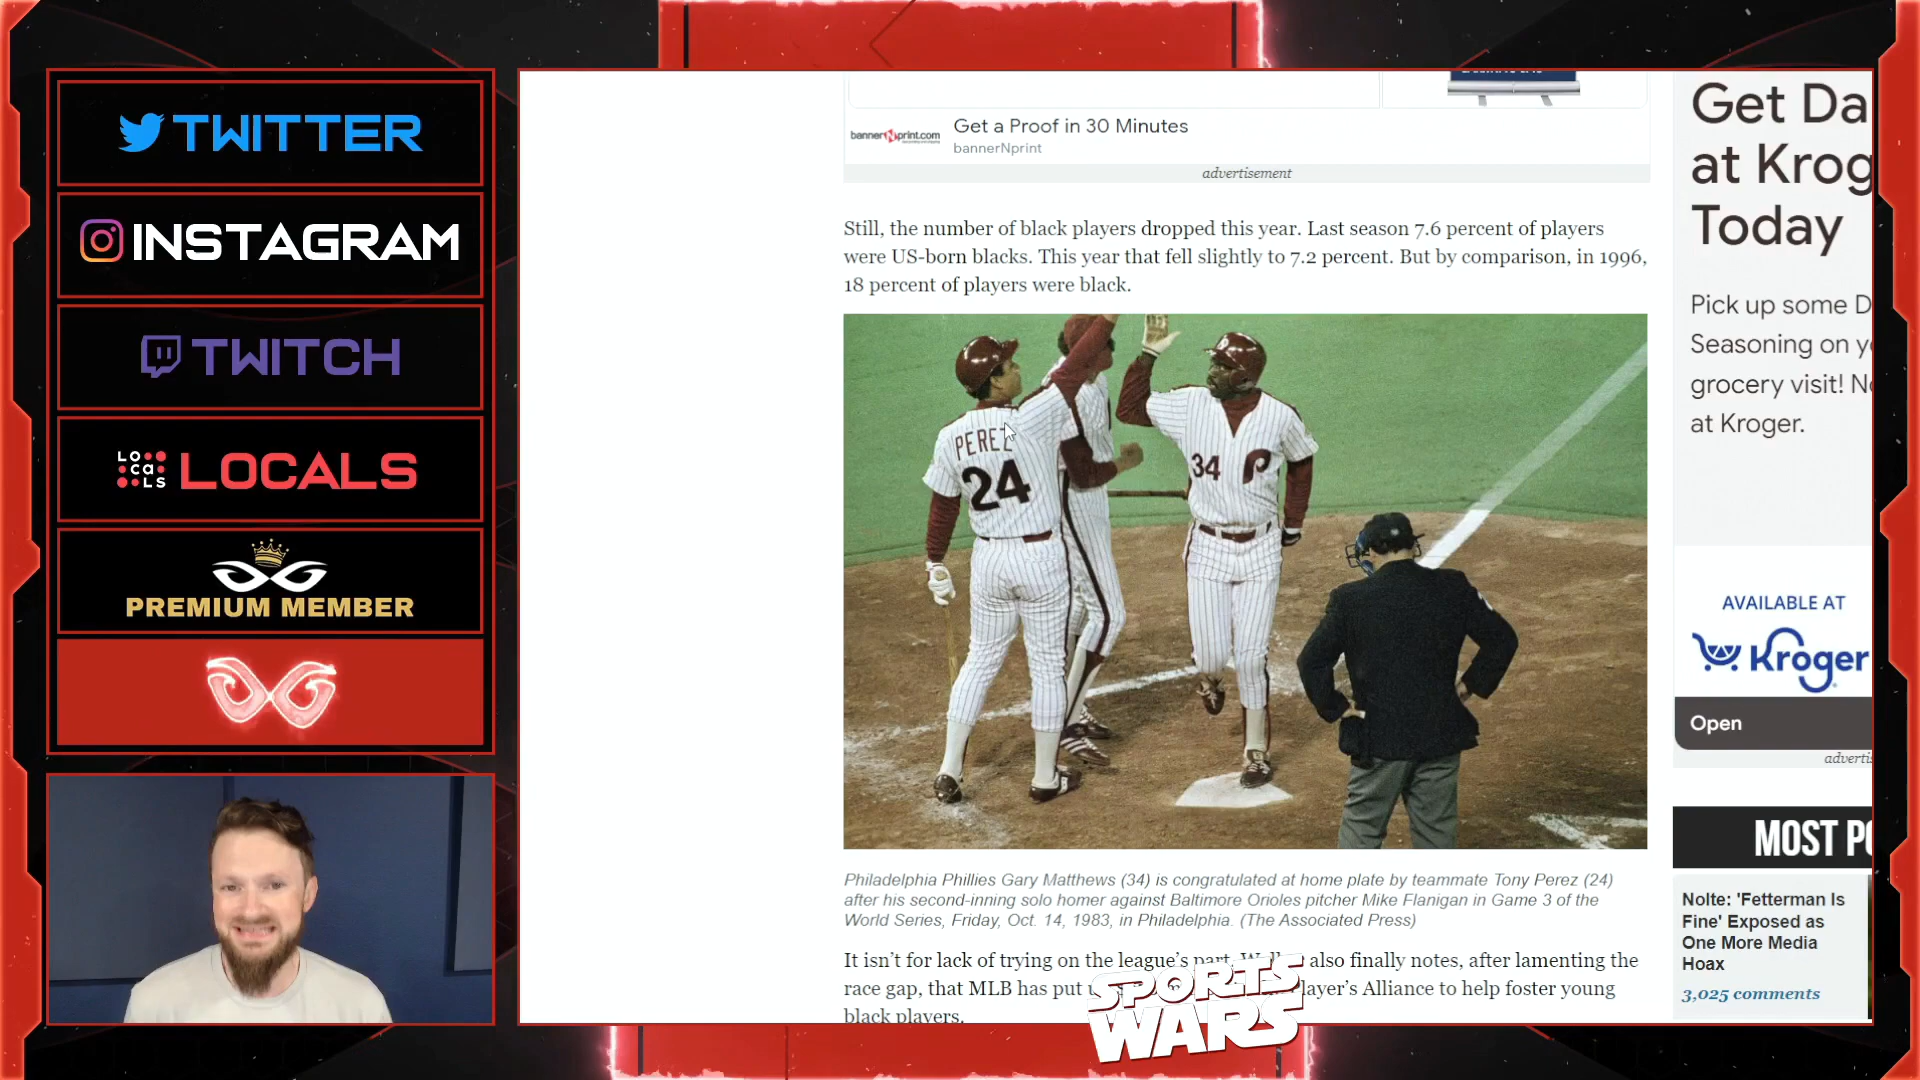 TWITTER
INSTAGRAM
TWITCH
LOCALS
LOCALS
PREMIUM MEMBER
bannerNprint.com
Get a Proof in 30 Minutes
bannerNprint
advertisement
Still, the number of black players dropped this year. Last season 7.6 percent of players
were US-born blacks. This year that fell slightly to 7.2 percent. But by comparison, in 1996,
18 percent of players were black.
PEREZ
24
34 P
Philadelphia Phillies Gary Matthews (34) is congratulated at home plate by teammate Tony Perez (24)
after his second-inning solo homer against Baltimore Orioles pitcher Mike Flanigan in Game 3 of the
World Series, Friday, Oct. 14, 1983, in Philadelphia. (The Associated Press)
It isn't for lack of trying on the league's part. also finally notes, after lamenting the
race gap, that MLB has put layer's Alliance to help foster young
black players.
SPORTS
WARS
Get Da
at Krog
Today
Pick up some D
Seasoning on y
grocery visit! No
at Kroger.
AVAILABLE AT
Kroger
Open
adverti
MOST PO
Nolte: 'Fetterman Is
Fine' Exposed as
One More Media
Hoax
3,025 comments